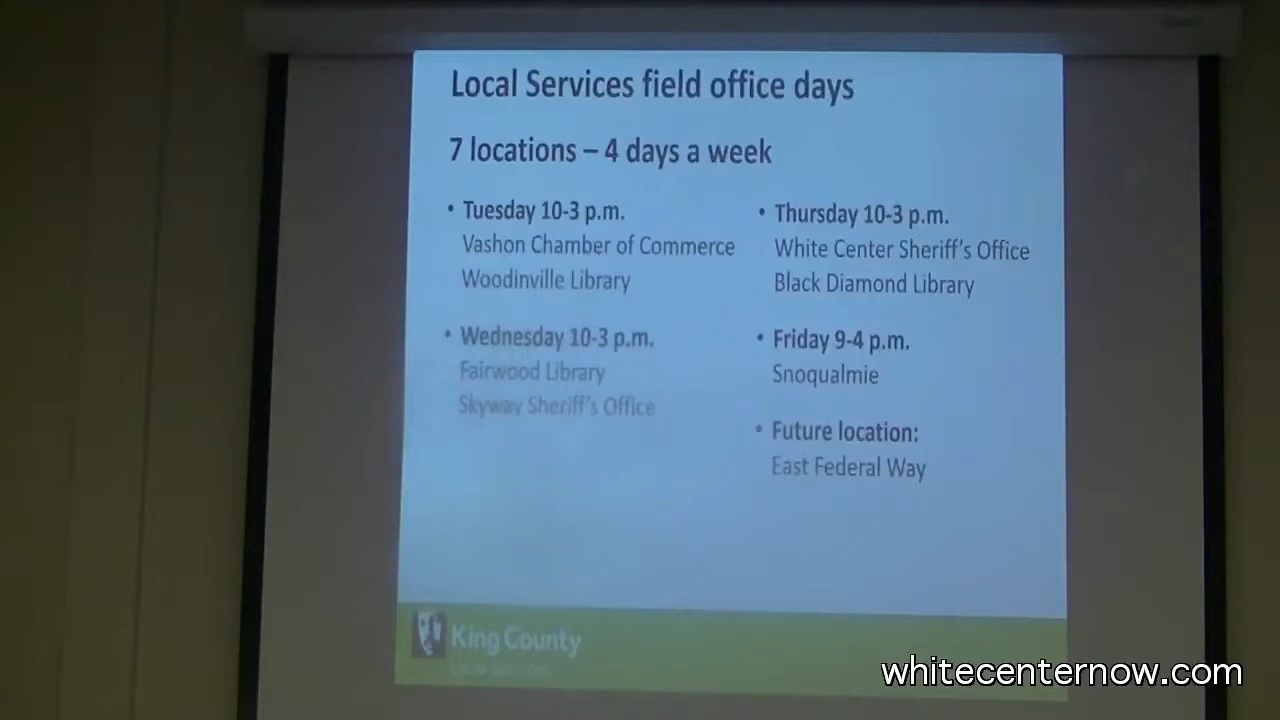 Local Services field office days
7 locations – 4 days a week
• Tuesday 10-3 p.m.
Vashon Chamber of Commerce
Woodinville Library
• Wednesday 10-3 p.m.
Fairwood Library
Skyway Sheriff's Office
• Thursday 10-3 p.m.
White Center Sheriff's Office
Black Diamond Library
• Friday 9-4 p.m.
Snoqualmie
• Future location:
East Federal Way
King County
whitecenternow.com